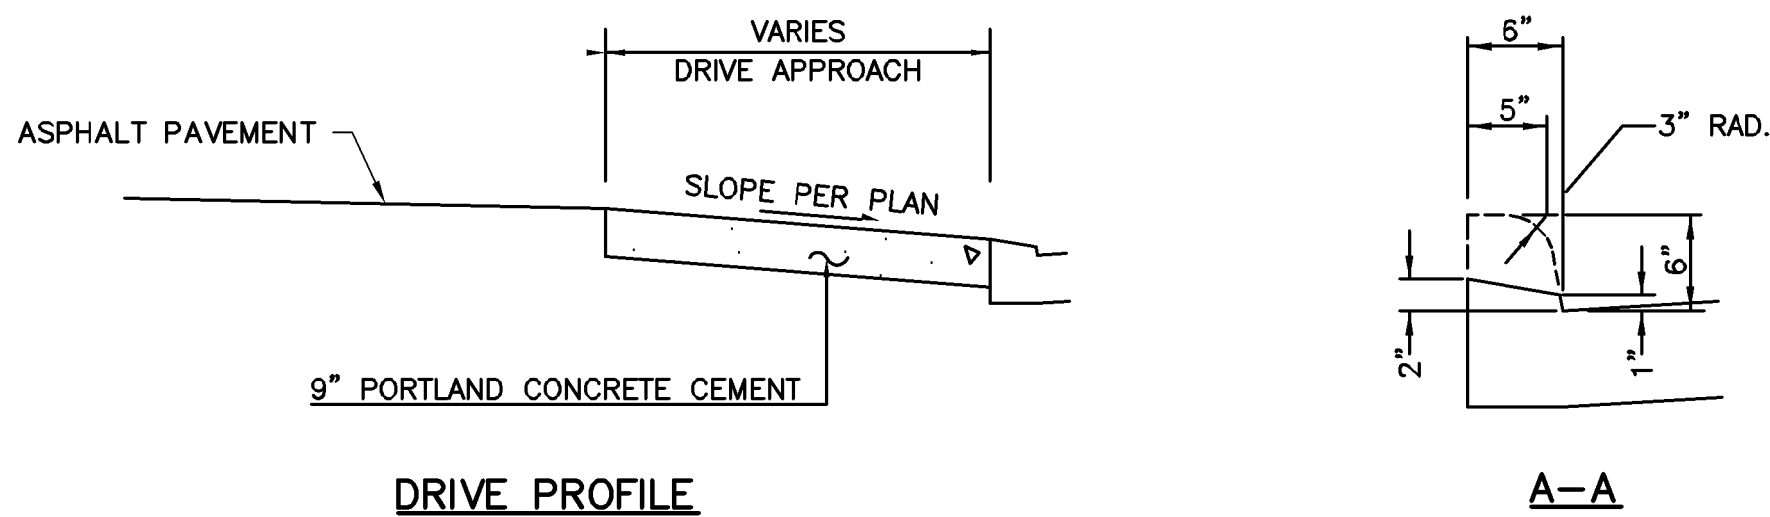 VARIES
DRIVE APPROACH
ASPHALT PAVEMENT
SLOPE PER PLAN
9” PORTLAND CONCRETE CEMENT
DRIVE PROFILE
6”
5”
3” RAD.
6”
2”
1”
A-A